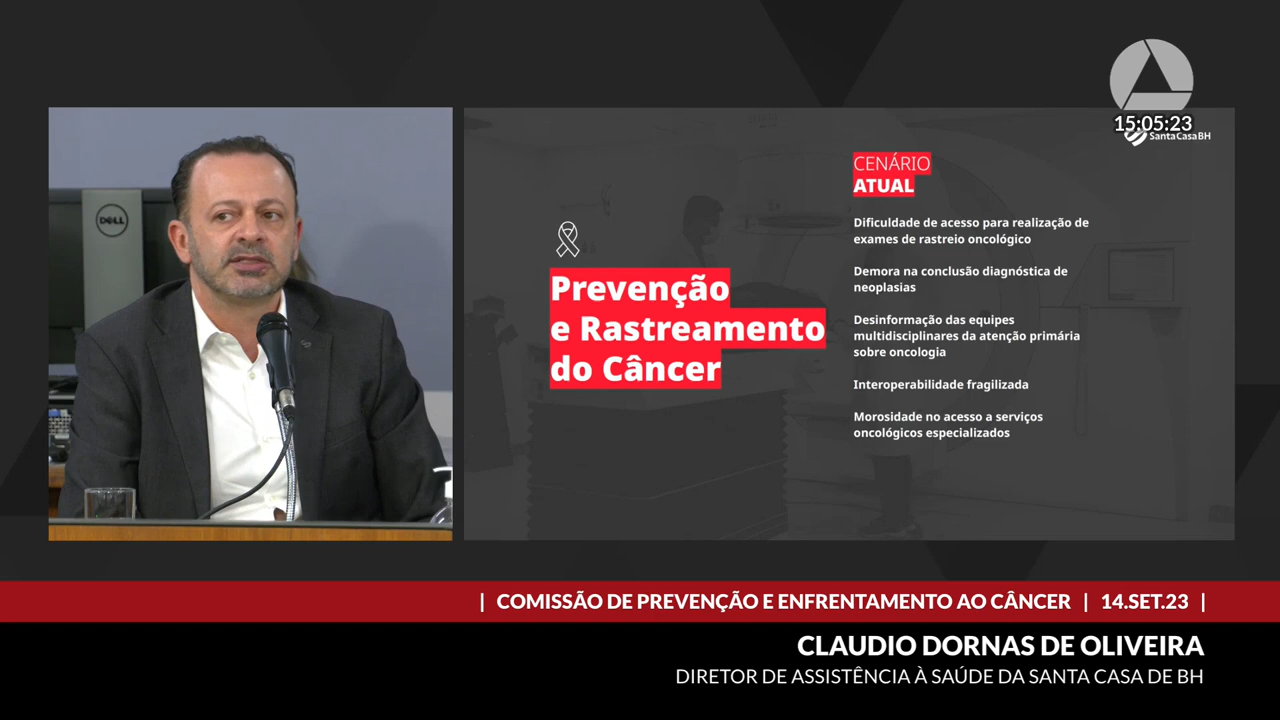 15:05:23
SantaCasaBH
CENÁRIO
ATUAL
Dificuldade de acesso para realização de
exames de rastreio oncológico
Demora na conclusão diagnóstica de
neoplasias
Desinformação das equipes
multidisciplinares da atenção primária
sobre oncologia
Interoperabilidade fragilizada
Morosidade no acesso a serviços
oncológicos especializados
Prevenção
e Rastreamento
do Câncer
DELL
| COMISSÃO DE PREVENÇÃO E ENFRENTAMENTO AO CÂNCER | 14.SET.23 |
CLAUDIO DORNAS DE OLIVEIRA
DIRETOR DE ASSISTÊNCIA À SAÚDE DA SANTA CASA DE BH